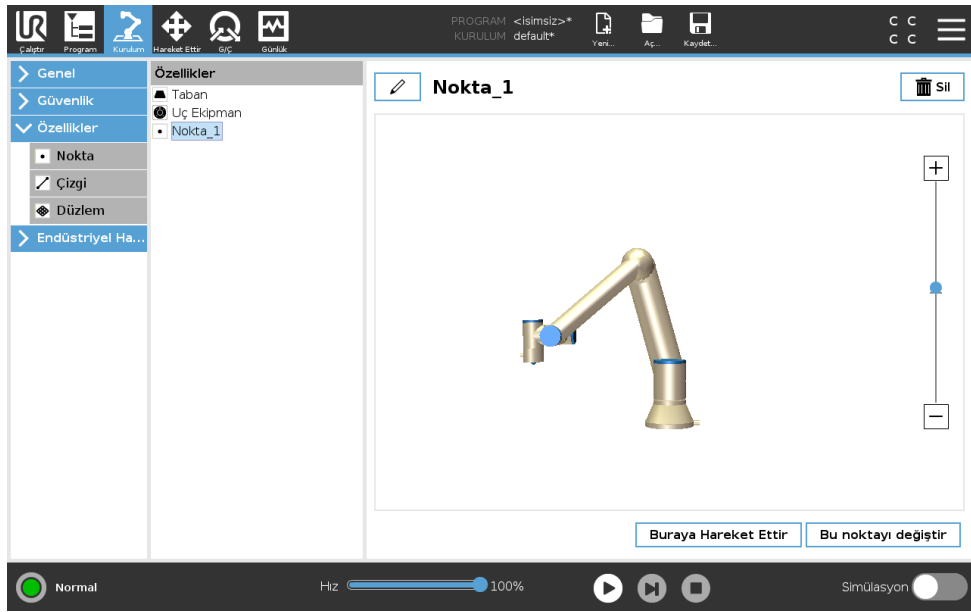 UR
PROGRAM <isimsiz>*
KURULUM default*
Çalıştır Program Kurulum Hareket Ettir G/Ç Günlük
Yeni... Aç... Kaydet...
C C
C C
Genel
Güvenlik
Özellikler
Nokta
Çizgi
Düzlem
Endüstriyel Ha...
Özellikler
Taban
Uç Ekipman
Nokta_1
Nokta_1
Sil
Buraya Hareket Ettir Bu noktayı değiştir
Normal
Hız 100%
Simülasyon